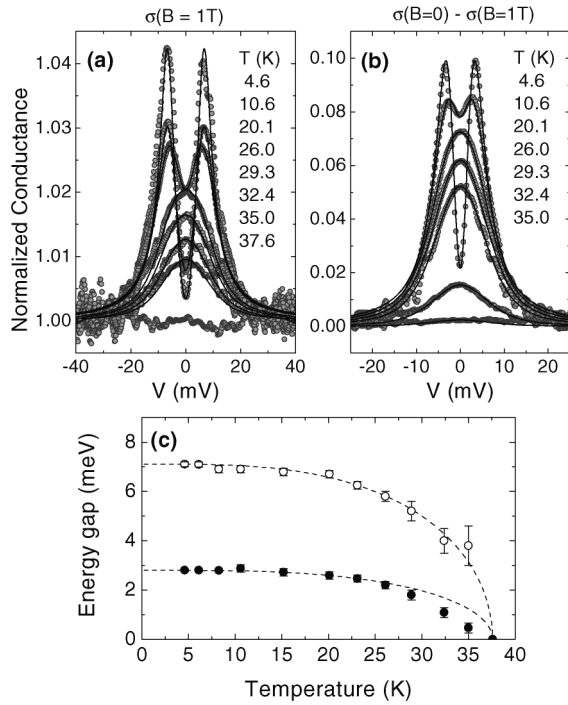 σ(B = 1T)
(a)
T (K)
4.6
10.6
20.1
26.0
29.3
32.4
35.0
37.6
1.04
1.03
1.02
1.01
1.00
-40 -20 0 20 40
V (mV)
Normalized Conductance
σ(B=0) - σ(B=1T)
(b)
T (K)
4.6
10.6
20.1
26.0
29.3
32.4
35.0
0.10
0.08
0.06
0.04
0.02
0.00
-20 -10 0 10 20
V (mV)
(c)
8
6
4
2
0
Energy gap (meV)
0 5 10 15 20 25 30 35 40
Temperature (K)